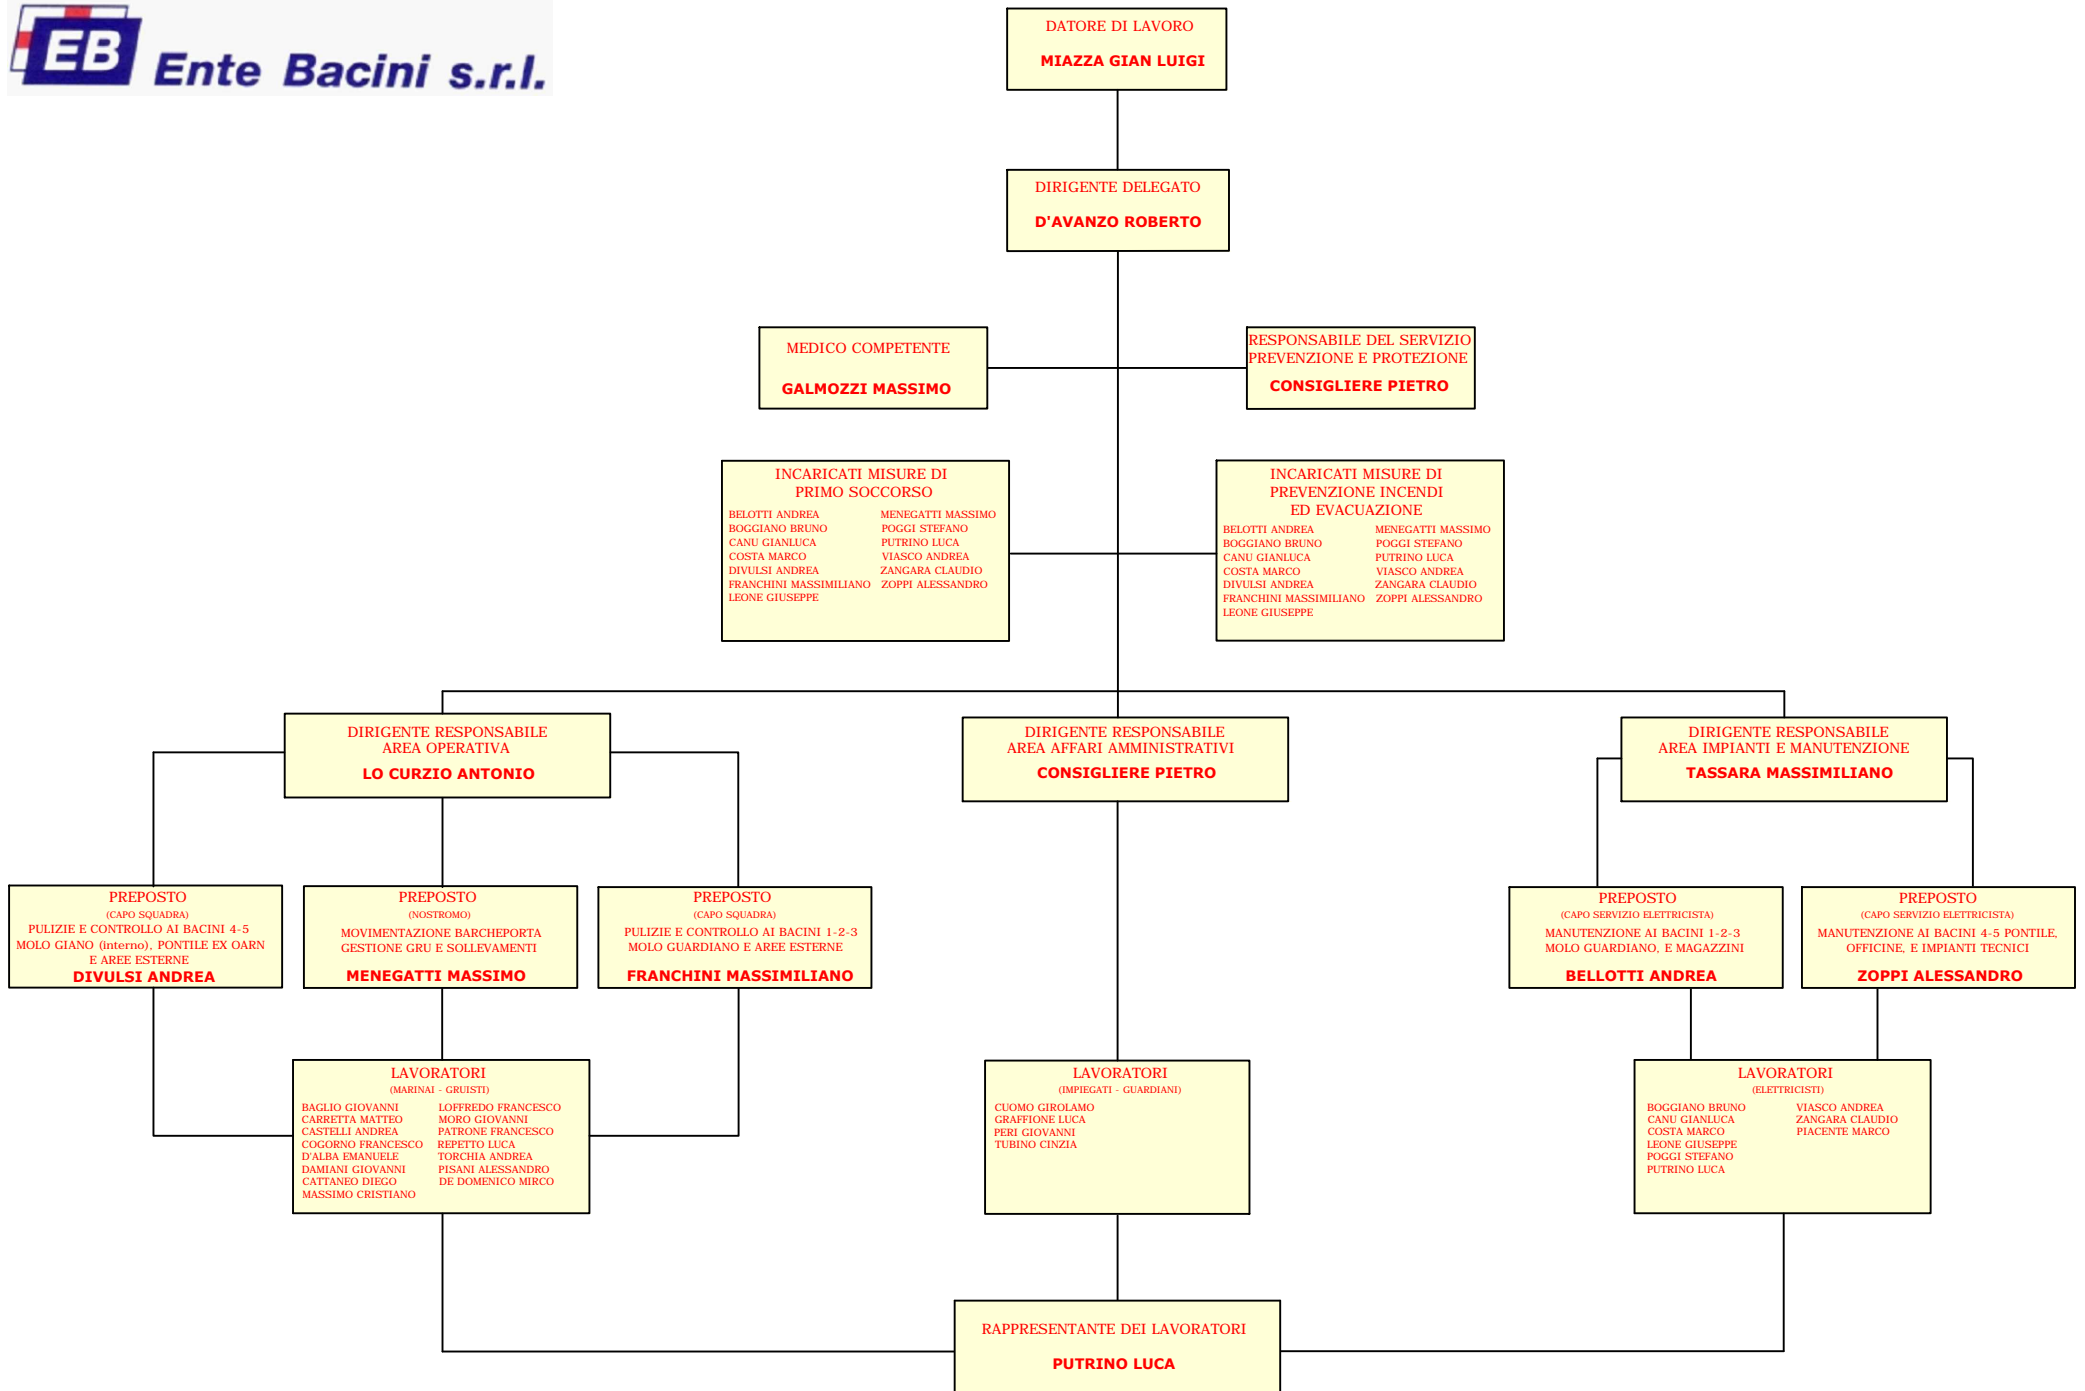 EB Ente Bacini s.r.l.
DATORE DI LAVORO
MIAZZA GIAN LUIGI
DIRIGENTE DELEGATO
D'AVANZO ROBERTO
MEDICO COMPETENTE
GALMOZZI MASSIMO
RESPONSABILE DEL SERVIZIO
PREVENZIONE E PROTEZIONE
CONSIGLIERE PIETRO
INCARICATI MISURE DI
PRIMO SOCCORSO
BELOTTI ANDREA MENEGATTI MASSIMO
BOGGIANO BRUNO POGGI STEFANO
CANU GIANLUCA PUTRINO LUCA
COSTA MARCO VIASCO ANDREA
DIVULSI ANDREA ZANGARA CLAUDIO
FRANCHINI MASSIMILIANO ZOPPI ALESSANDRO
LEONE GIUSEPPE
INCARICATI MISURE DI
PREVENZIONE INCENDI
ED EVACUAZIONE
BELOTTI ANDREA MENEGATTI MASSIMO
BOGGIANO BRUNO POGGI STEFANO
CANU GIANLUCA PUTRINO LUCA
COSTA MARCO VIASCO ANDREA
DIVULSI ANDREA ZANGARA CLAUDIO
FRANCHINI MASSIMILIANO ZOPPI ALESSANDRO
LEONE GIUSEPPE
DIRIGENTE RESPONSABILE
AREA OPERATIVA
LO CURZIO ANTONIO
DIRIGENTE RESPONSABILE
AREA AFFARI AMMINISTRATIVI
CONSIGLIERE PIETRO
DIRIGENTE RESPONSABILE
AREA IMPIANTI E MANUTENZIONE
TASSARA MASSIMILIANO
PREPOSTO
(CAPO SQUADRA)
PULIZIE E CONTROLLO AI BACINI 4-5
MOLO GIANO (interno), PONTILE EX OARN
E AREE ESTERNE
DIVULSI ANDREA
PREPOSTO
(NOSTROMO)
MOVIMENTAZIONE BARCHEPORTA
GESTIONE GRU E SOLLEVAMENTI
MENEGATTI MASSIMO
PREPOSTO
(CAPO SQUADRA)
PULIZIE E CONTROLLO AI BACINI 1-2-3
MOLO GUARDIANO E AREE ESTERNE
FRANCHINI MASSIMILIANO
PREPOSTO
(CAPO SERVIZIO ELETTRICISTA)
MANUTENZIONE AI BACINI 1-2-3
MOLO GUARDIANO, E MAGAZZINI
BELLOTTI ANDREA
PREPOSTO
(CAPO SERVIZIO ELETTRICISTA)
MANUTENZIONE AI BACINI 4-5 PONTILE,
OFFICINE, E IMPIANTI TECNICI
ZOPPI ALESSANDRO
LAVORATORI
(MARINAI - GRUISTI)
BAGLIO GIOVANNI LOFFREDO FRANCESCO
CARRETTA MATTEO MORO GIOVANNI
CASTELLI ANDREA PATRONE FRANCESCO
COGORNO FRANCESCO REPETTO LUCA
D'ALBA EMANUELE TORCHIA ANDREA
DAMIANI GIOVANNI PISANI ALESSANDRO
CATTANEO DIEGO DE DOMENICO MIRCO
MASSIMO CRISTIANO
LAVORATORI
(IMPIEGATI - GUARDIANI)
CUOMO GIROLAMO
GRAFFIONE LUCA
PERI GIOVANNI
TUBINO CINZIA
LAVORATORI
(ELETTRICISTI)
BOGGIANO BRUNO VIASCO ANDREA
CANU GIANLUCA ZANGARA CLAUDIO
COSTA MARCO PIACENTE MARCO
LEONE GIUSEPPE
POGGI STEFANO
PUTRINO LUCA
RAPPRESENTANTE DEI LAVORATORI
PUTRINO LUCA